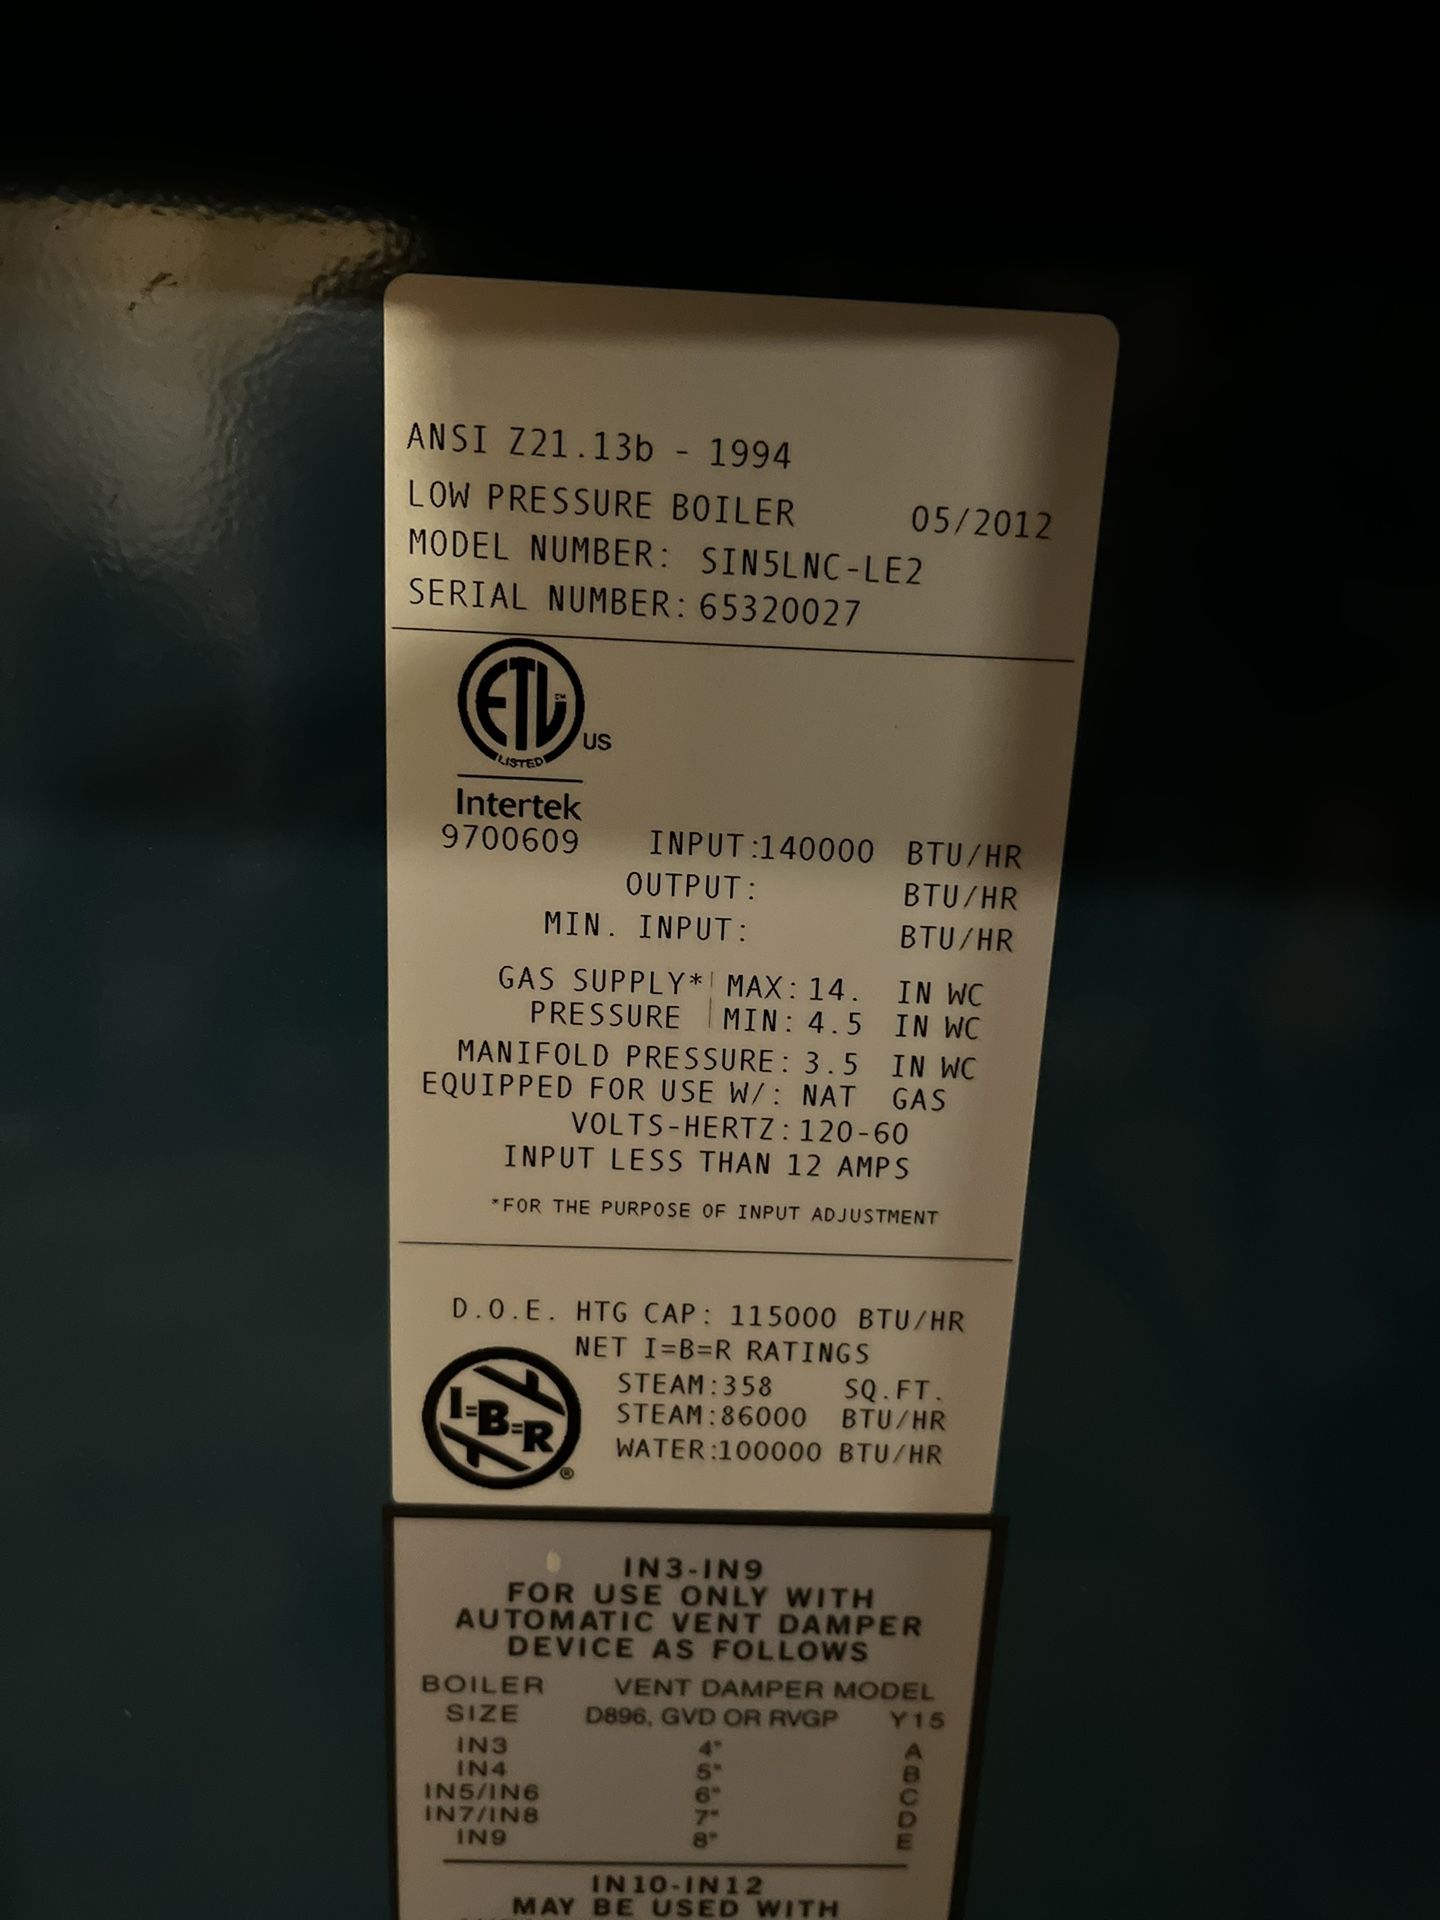 ANSI Z21.13b - 1994
LOW PRESSURE BOILER 05/2012
MODEL NUMBER: SIN5LNC-LE2
SERIAL NUMBER: 65320027
ETL CM
LISTED
US
Intertek
9700609 INPUT:140000 BTU/HR
OUTPUT: BTU/HR
MIN. INPUT: BTU/HR
GAS SUPPLY* MAX: 14. IN WC
PRESSURE MIN: 4.5 IN WC
MANIFOLD PRESSURE: 3.5 IN WC
EQUIPPED FOR USE W/: NAT GAS
VOLTS-HERTZ: 120-60
INPUT LESS THAN 12 AMPS
*FOR THE PURPOSE OF INPUT ADJUSTMENT
D.O.E. HTG CAP: 115000 BTU/HR
NET I=B=R RATINGS
STEAM:358 SQ.FT.
STEAM:86000 BTU/HR
WATER:100000 BTU/HR
I=B=R ®
IN3-IN9
FOR USE ONLY WITH
AUTOMATIC VENT DAMPER
DEVICE AS FOLLOWS
BOILER VENT DAMPER MODEL
SIZE D896, GVD OR RVGP Y15
IN3 4" A
IN4 5" B
IN5/IN6 6" C
IN7/IN8 7" D
IN9 8" E
IN10-IN12
MAY BE USED WITH